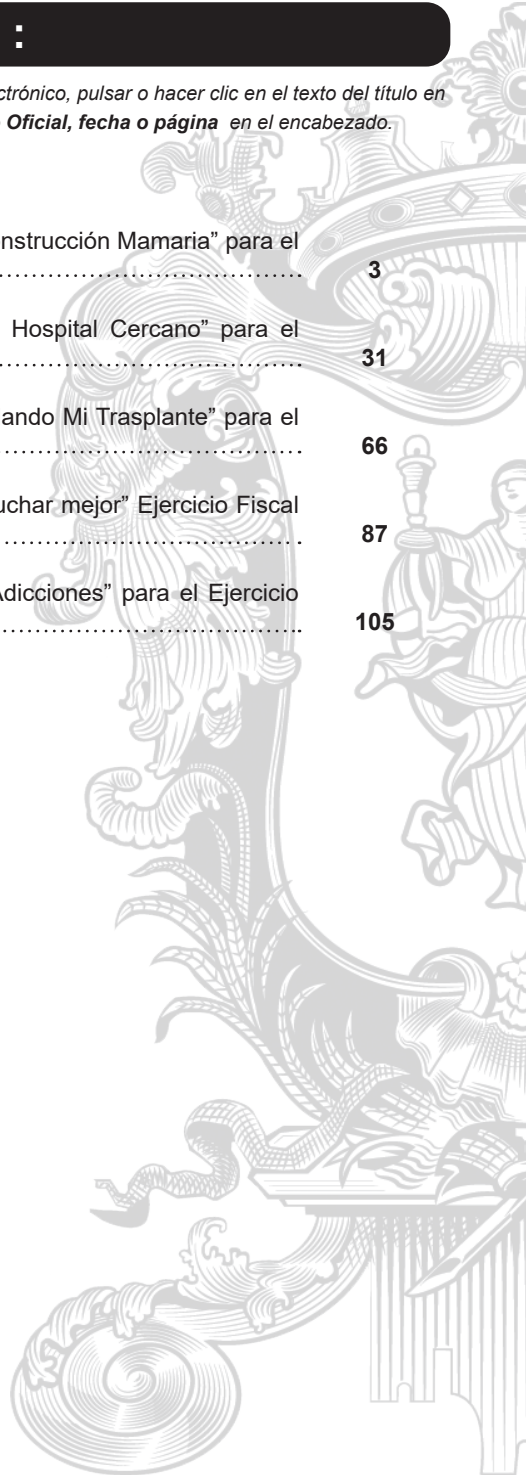 :
ctrónico, pulsar o hacer clic en el texto del título en
Oficial, fecha o página en el encabezado.
nstrucción Mamaria” para el
…………………………………. 3
Hospital Cercano” para el
…………………………………. 31
ando Mi Trasplante” para el
…………………………………. 66
uchar mejor” Ejercicio Fiscal
…………………………………. 87
Adicciones” para el Ejercicio
………………………………….. 105